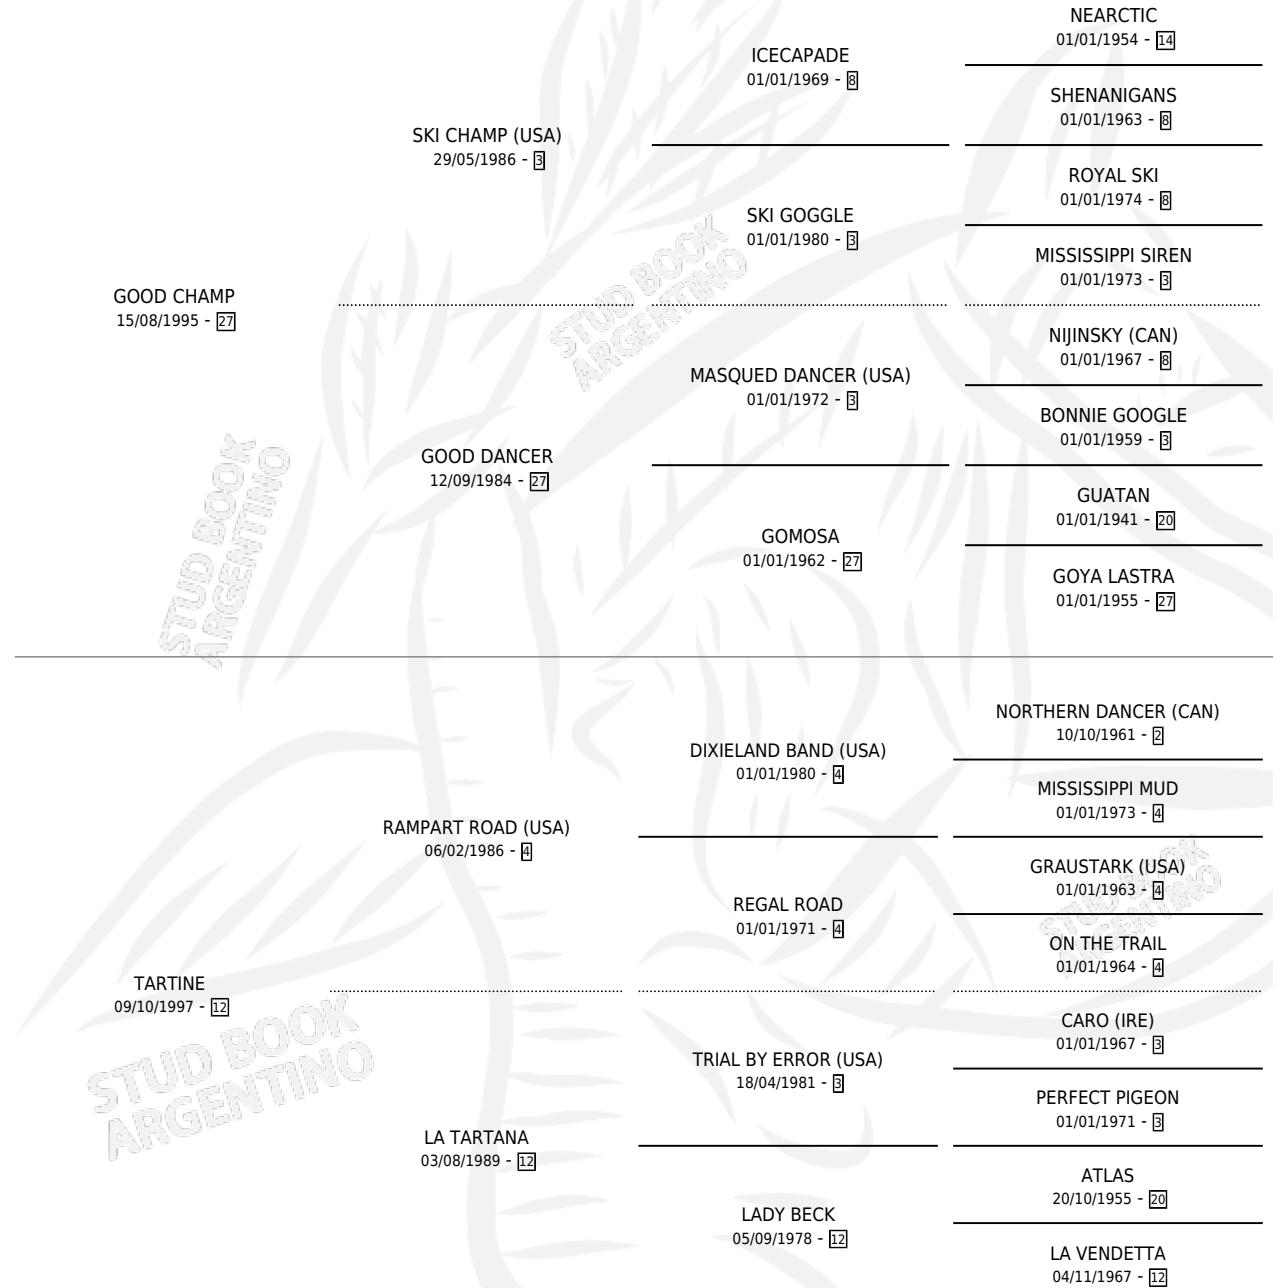 NEARCTIC
01/01/1954 - 14
ICECAPADE
01/01/1969 - 8
SHENANIGANS
01/01/1963 - 8
SKI CHAMP (USA)
29/05/1986 - 3
ROYAL SKI
01/01/1974 - 8
SKI GOGGLE
01/01/1980 - 3
MISSISSIPPI SIREN
01/01/1973 - 3
GOOD CHAMP
15/08/1995 - 27
STUD BOOK
ARGENTINO
NIJINSKY (CAN)
01/01/1967 - 8
MASQUED DANCER (USA)
01/01/1972 - 3
BONNIE GOOGLE
01/01/1959 - 3
GOOD DANCER
12/09/1984 - 27
GUATAN
01/01/1941 - 20
GOMOSA
01/01/1962 - 27
GOYA LASTRA
01/01/1955 - 27
STUD BOOK
ARGENTINO
NORTHERN DANCER (CAN)
10/10/1961 - 2
DIXIELAND BAND (USA)
01/01/1980 - 4
MISSISSIPPI MUD
01/01/1973 - 4
RAMPART ROAD (USA)
06/02/1986 - 4
GRAUSTARK (USA)
01/01/1963 - 4
REGAL ROAD
01/01/1971 - 4
STUD BOOK
ARGENTINO
ON THE TRAIL
01/01/1964 - 4
TARTINE
09/10/1997 - 12
CARO (IRE)
01/01/1967 - 3
STUD BOOK
ARGENTINO
TRIAL BY ERROR (USA)
18/04/1981 - 3
PERFECT PIGEON
01/01/1971 - 3
LA TARTANA
03/08/1989 - 12
ATLAS
20/10/1955 - 20
LADY BECK
05/09/1978 - 12
LA VENDETTA
04/11/1967 - 12